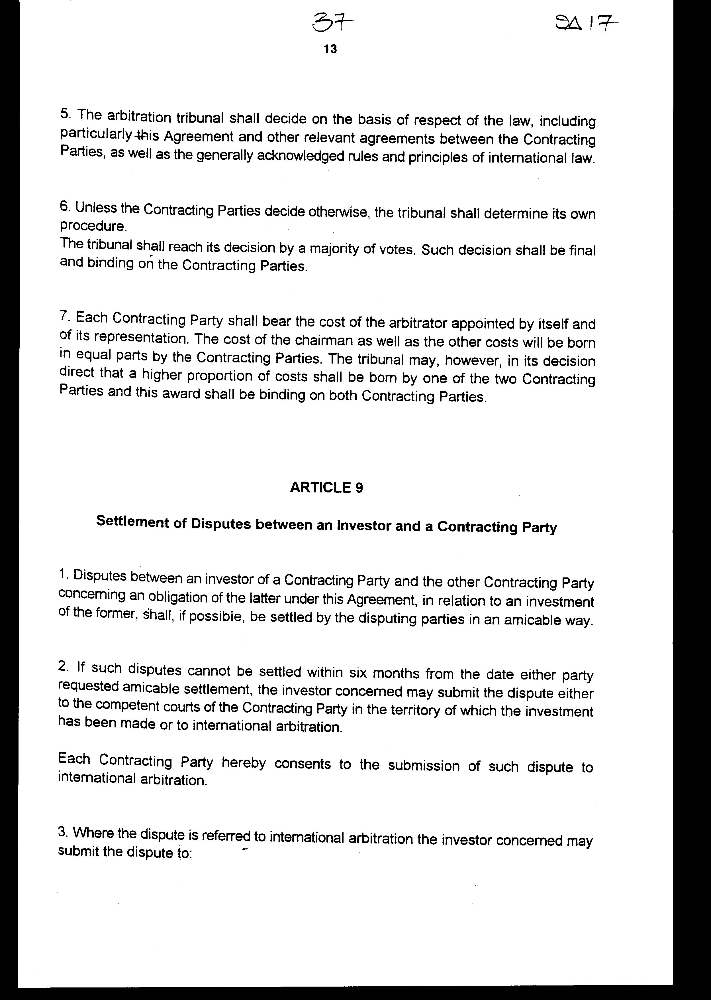 37
13
5. The arbitration tribunal shall decide on the basis of respect of the law, including
particularly this Agreement and other relevant agreements between the Contracting
Parties, as well as the generally acknowledged rules and principles of international law.
6. Unless the Contracting Parties decide otherwise, the tribunal shall determine its own
procedure.
The tribunal shall reach its decision by a majority of votes. Such decision shall be final
and binding on the Contracting Parties.
7. Each Contracting Party shall bear the cost of the arbitrator appointed by itself and
of its representation. The cost of the chairman as well as the other costs will be born
in equal parts by the Contracting Parties. The tribunal may, however, in its decision
direct that a higher proportion of costs shall be born by one of the two Contracting
Parties and this award shall be binding on both Contracting Parties.
ARTICLE 9
Settlement of Disputes between an Investor and a Contracting Party
1. Disputes between an investor of a Contracting Party and the other Contracting Party
concerning an obligation of the latter under this Agreement, in relation to an investment
of the former, shall, if possible, be settled by the disputing parties in an amicable way.
2. If such disputes cannot be settled within six months from the date either party
requested amicable settlement, the investor concerned may submit the dispute either
to the competent courts of the Contracting Party in the territory of which the investment
has been made or to international arbitration.
Each Contracting Party hereby consents to the submission of such dispute to
international arbitration.
3. Where the dispute is referred to international arbitration the investor concerned may
submit the dispute to: